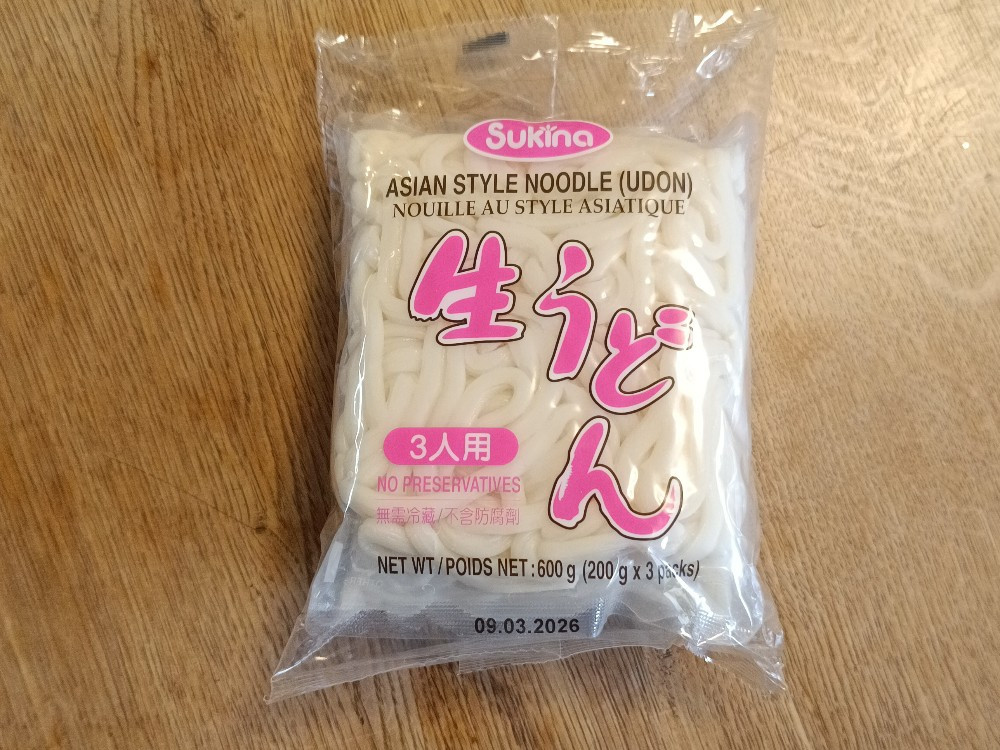 Sukina
ASIAN STYLE NOODLE (UDON)
NOUILLE AU STYLE ASIATIQUE
生うどん
3人用
NO PRESERVATIVES
無需冷藏/不含防腐劑
NET WT / POIDS NET : 600 g (200 g x 3 packs)
09.03.2026